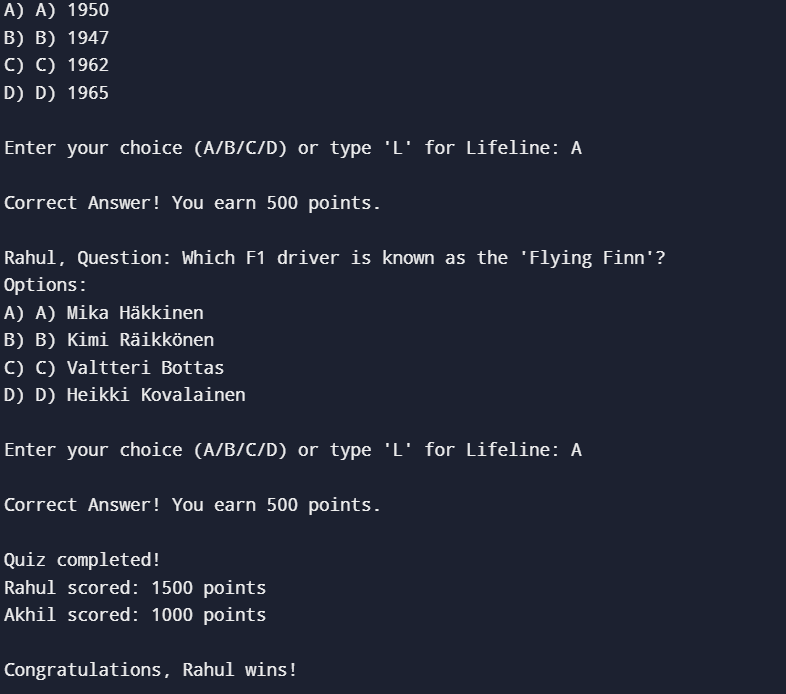 A) A) 1950
B) B) 1947
C) C) 1962
D) D) 1965
Enter your choice (A/B/C/D) or type 'L' for Lifeline: A
Correct Answer! You earn 500 points.
Rahul, Question: Which F1 driver is known as the 'Flying Finn'?
Options:
A) A) Mika Häkkinen
B) B) Kimi Räikkönen
C) C) Valtteri Bottas
D) D) Heikki Kovalainen
Enter your choice (A/B/C/D) or type 'L' for Lifeline: A
Correct Answer! You earn 500 points.
Quiz completed!
Rahul scored: 1500 points
Akhil scored: 1000 points
Congratulations, Rahul wins!